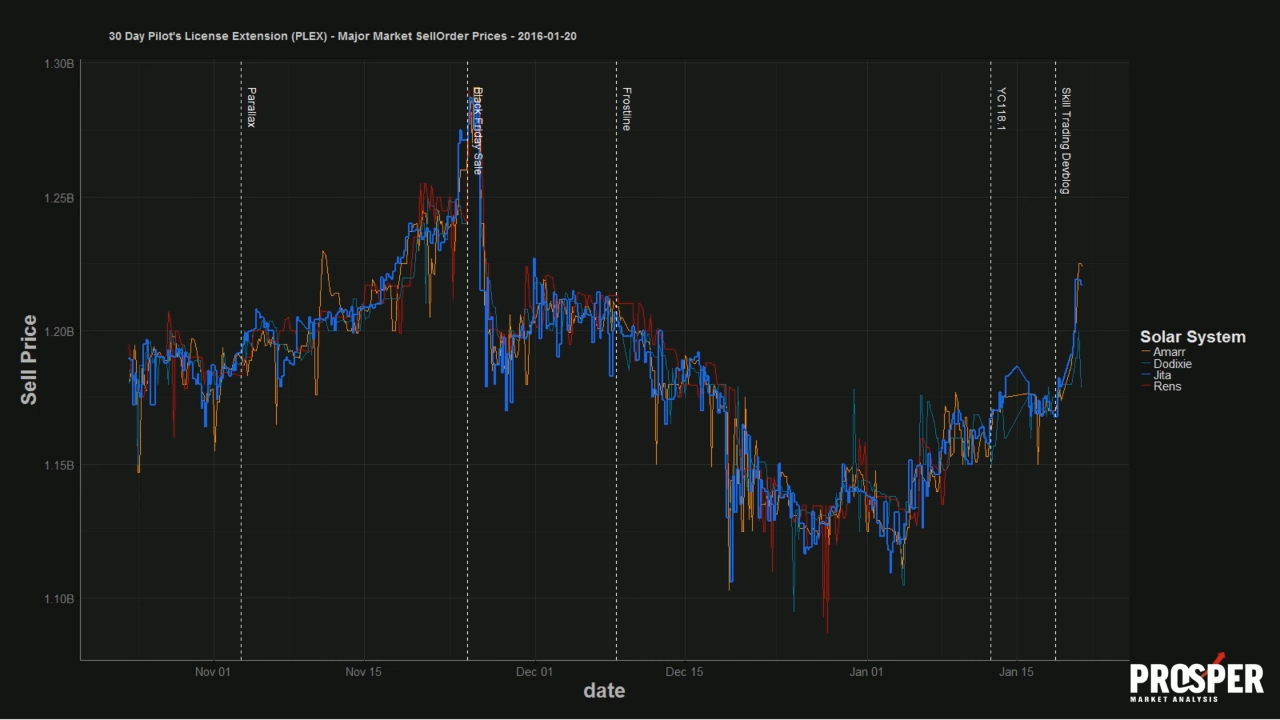 30 Day Pilot's License Extension (PLEX) - Major Market SellOrder Prices - 2016-01-20
1.30B
1.25B
1.20B
1.15B
1.10B
Sell Price
Parallax
Black Friday Sale
Frostline
YC118.1
Skill Trading Devblog
Nov 01
Nov 15
Dec 01
Dec 15
Jan 01
Jan 15
date
Solar System
Amarr
Dodixie
Jita
Rens
PROSPER
MARKET ANALYSIS